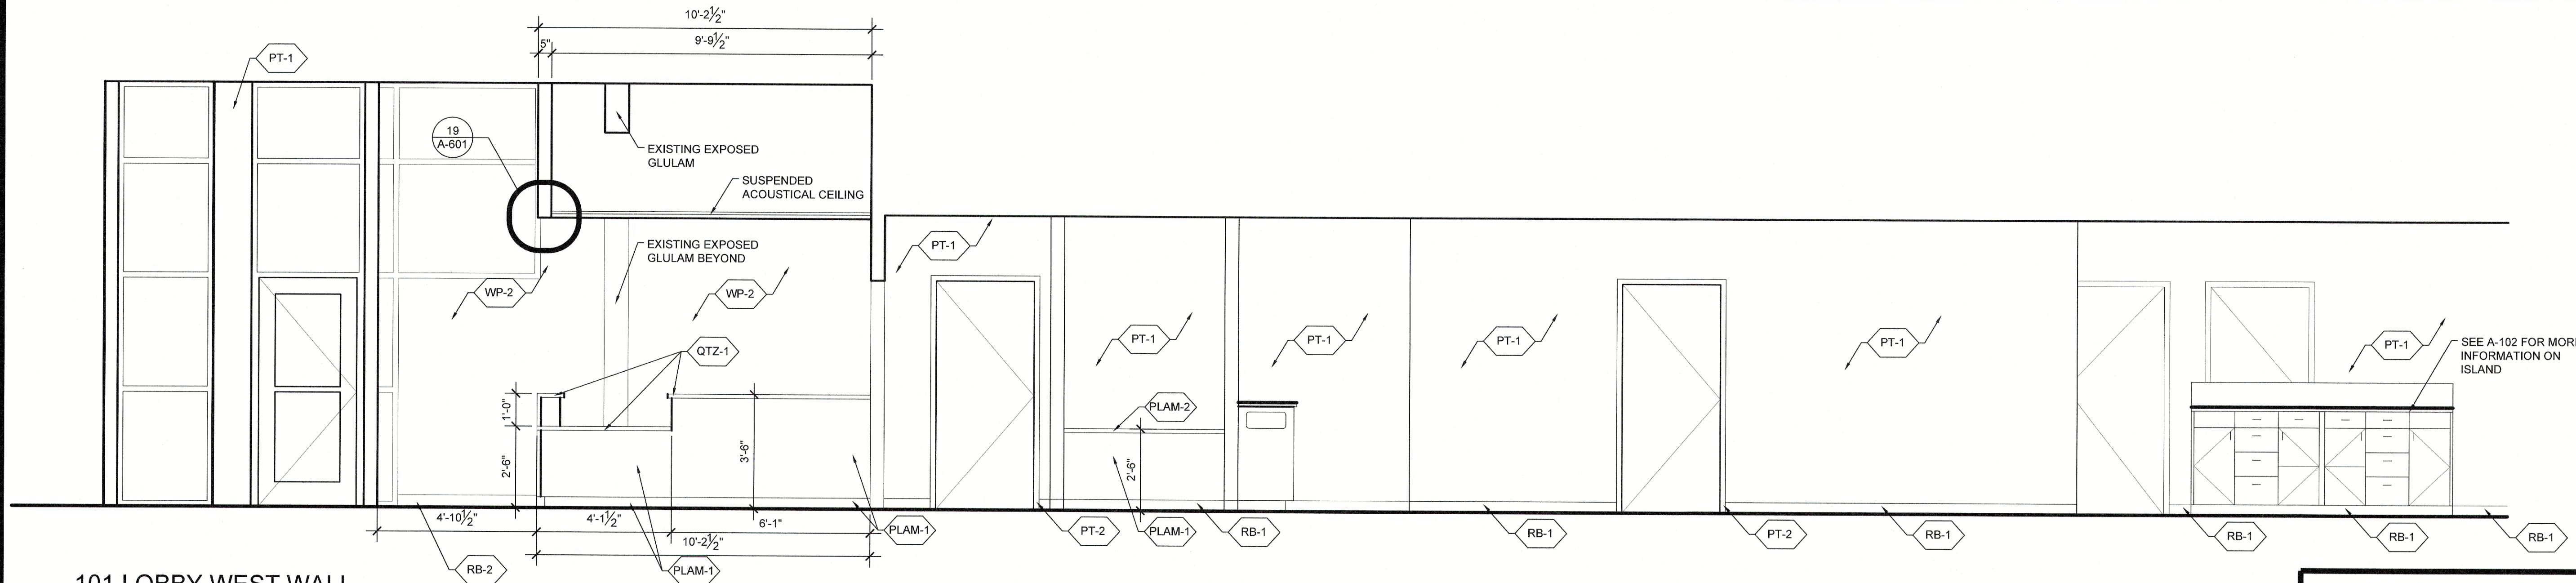 10'-2½"
5"
9'-9½"
PT-1
19
A-601
EXISTING EXPOSED
GLULAM
SUSPENDED
ACOUSTICAL CEILING
EXISTING EXPOSED
GLULAM BEYOND
PT-1
WP-2
WP-2
QTZ-1
PT-1
PT-1
PT-1
PT-1
PT-1
SEE A-102 FOR MOR
INFORMATION ON
ISLAND
PLAM-2
1'-0"
2'-6"
3'-6"
2'-6"
4'-10½"
4'-1½"
6'-1"
10'-2½"
PLAM-1
PT-2
PLAM-1
RB-1
RB-1
PT-2
RB-1
RB-1
RB-1
RB-1
RB-2
PLAM-1
101 LOBBY WEST WALL